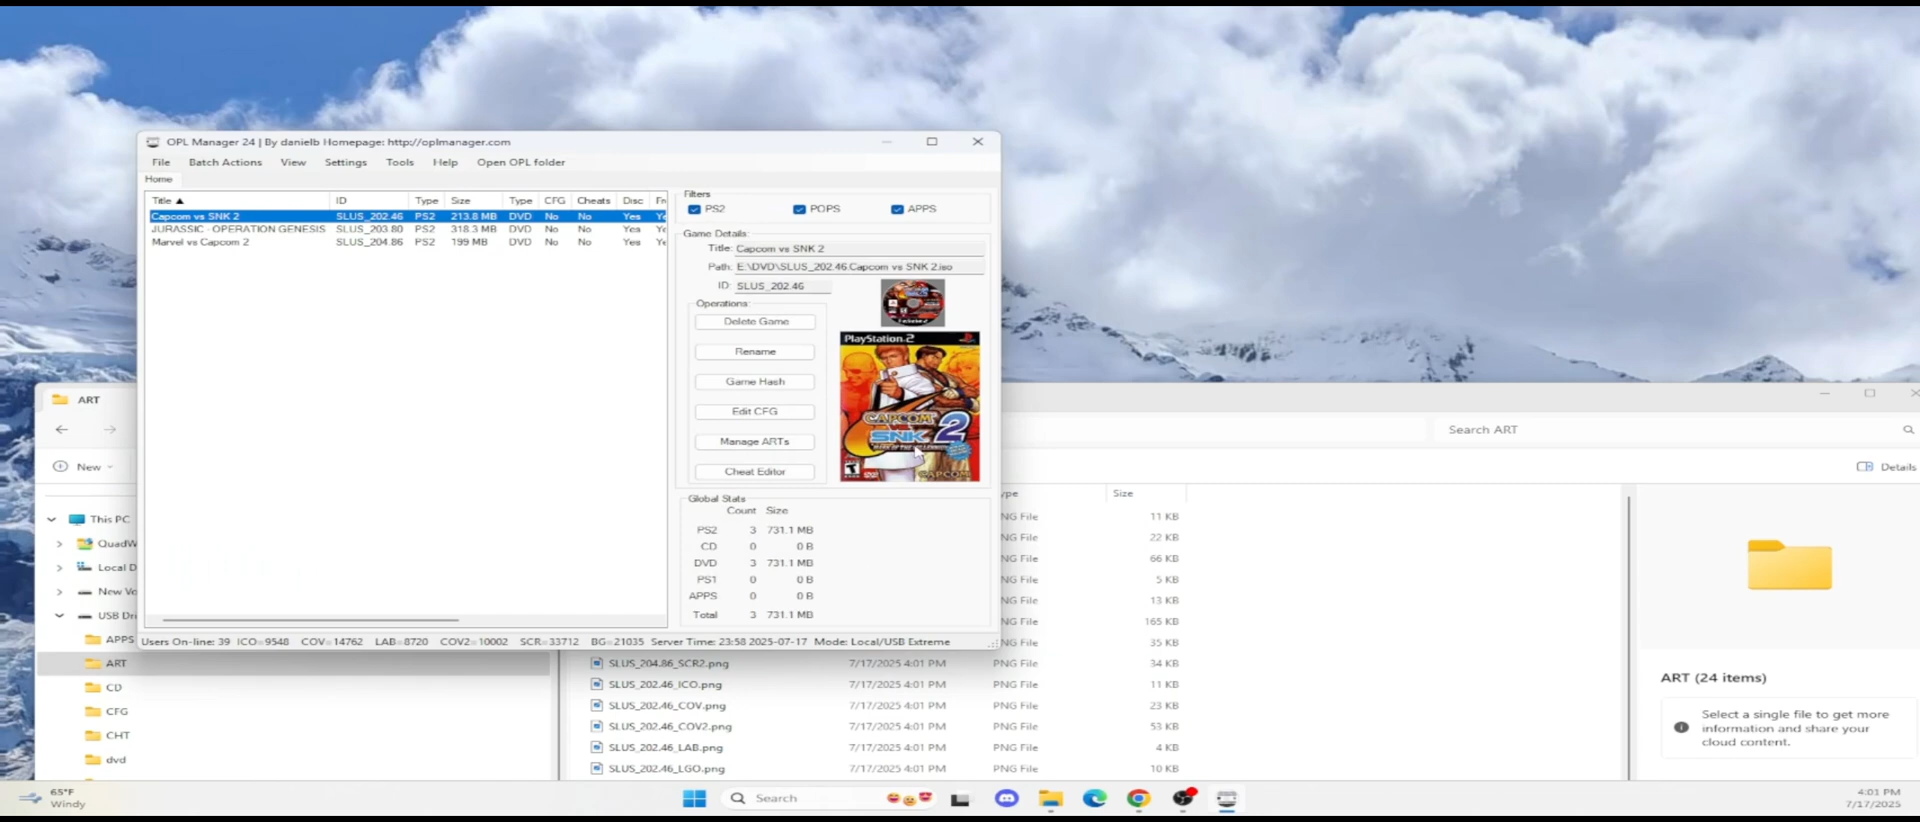 OPL Manager 24 | By danielb Homepage: http://oplmanager.com
File Batch Actions View Settings Tools Help Open OPL folder
Home
Title ID Type Size Type CFG Cheats Disc Fr
Capcom vs SNK 2 SLUS_202.46 PS2 213.8 MB DVD No No Yes Ye
JURASSIC - OPERATION GENESIS SLUS_203.80 PS2 318.3 MB DVD No No Yes Ye
Marvel vs Capcom 2 SLUS_204.86 PS2 199 MB DVD No No Yes Ye
Filters
PS2 POPS APPS
Game Details:
Title: Capcom vs SNK 2
Path: E:\DVD\SLUS_202.46.Capcom vs SNK 2.iso
ID: SLUS_202.46
Operations:
Delete Game
Rename
Game Hash
Edit CFG
Manage ARTs
Cheat Editor
PlayStation.2
CAPCOM
SNK 2
CAPCOM
Global Stats
Count Size
PS2 3 731.1 MB
CD 0 0 B
DVD 3 731.1 MB
PS1 0 0 B
APPS 0 0 B
Total 3 731.1 MB
Users On-line: 39 ICO=9548 COV=14762 LAB=8720 COV2=10002 SCR=33712 BG=21035 Server Time: 23:58 2025-07-17 Mode: Local/USB Extreme
ART
Search ART
New
Details
This PC
QuadW
Local D
New Vo
USB Dri
APPS
ART
CD
CFG
CHT
dvd
ype Size
NG File 11 KB
NG File 22 KB
NG File 66 KB
NG File 5 KB
NG File 13 KB
NG File 165 KB
NG File 35 KB
SLUS_204.86_SCR2.png 7/17/2025 4:01 PM PNG File 34 KB
SLUS_202.46_ICO.png 7/17/2025 4:01 PM PNG File 11 KB
SLUS_202.46_COV.png 7/17/2025 4:01 PM PNG File 23 KB
SLUS_202.46_COV2.png 7/17/2025 4:01 PM PNG File 53 KB
SLUS_202.46_LAB.png 7/17/2025 4:01 PM PNG File 4 KB
SLUS_202.46_LGO.png 7/17/2025 4:01 PM PNG File 10 KB
ART (24 items)
Select a single file to get more
information and share your
cloud content.
65°F
Windy
Search
4:01 PM
7/17/2025